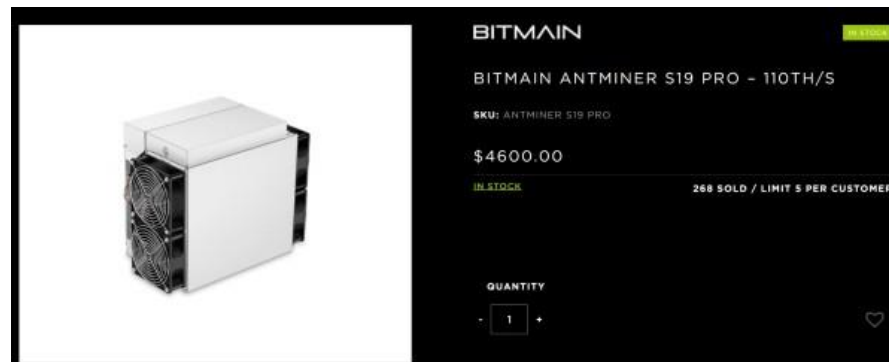 BITMAIN
IN STOCK
BITMAIN ANTMINER S19 PRO – 110TH/S
SKU: ANTMINER S19 PRO
$4600.00
IN STOCK
268 SOLD / LIMIT 5 PER CUSTOMER
QUANTITY
- 1 +